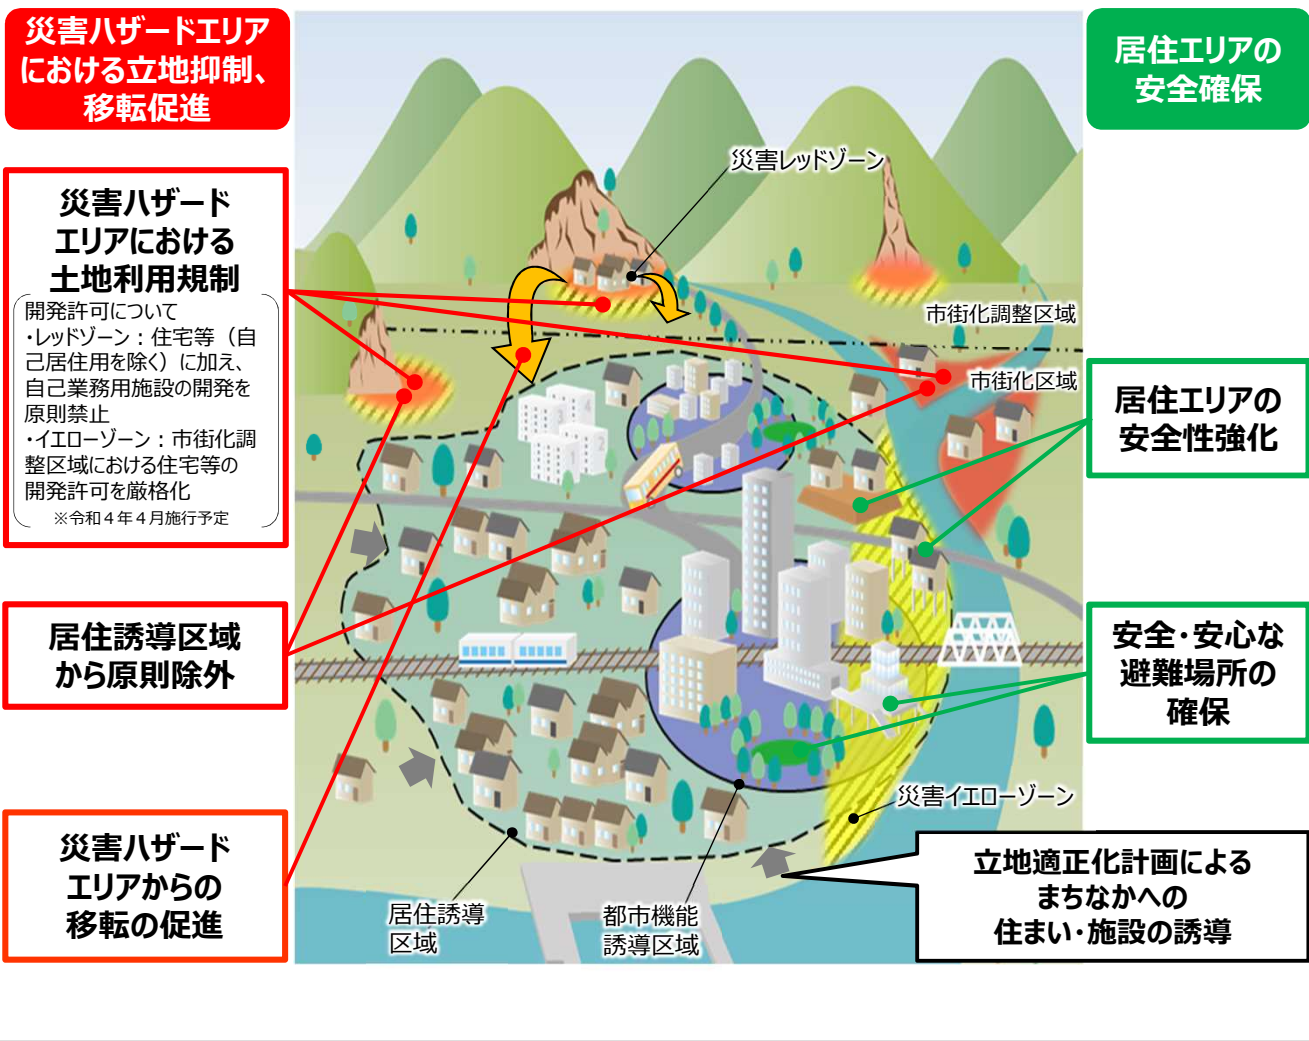 災害ハザードエリア
における立地抑制、
移転促進
災害ハザード
エリアにおける
土地利用規制
開発許可について
・レッドゾーン：住宅等（自
己居住用を除く）に加え、
自己業務用施設の開発を
原則禁止
・イエローゾーン：市街化調
整区域における住宅等の
開発許可を厳格化
※令和４年４月施行予定
居住誘導区域
から原則除外
災害ハザード
エリアからの
移転の促進
災害レッドゾーン
市街化調整区域
市街化区域
災害イエローゾーン
居住誘導
区域
都市機能
誘導区域
居住エリアの
安全確保
居住エリアの
安全性強化
安全・安心な
避難場所の
確保
立地適正化計画による
まちなかへの
住まい・施設の誘導